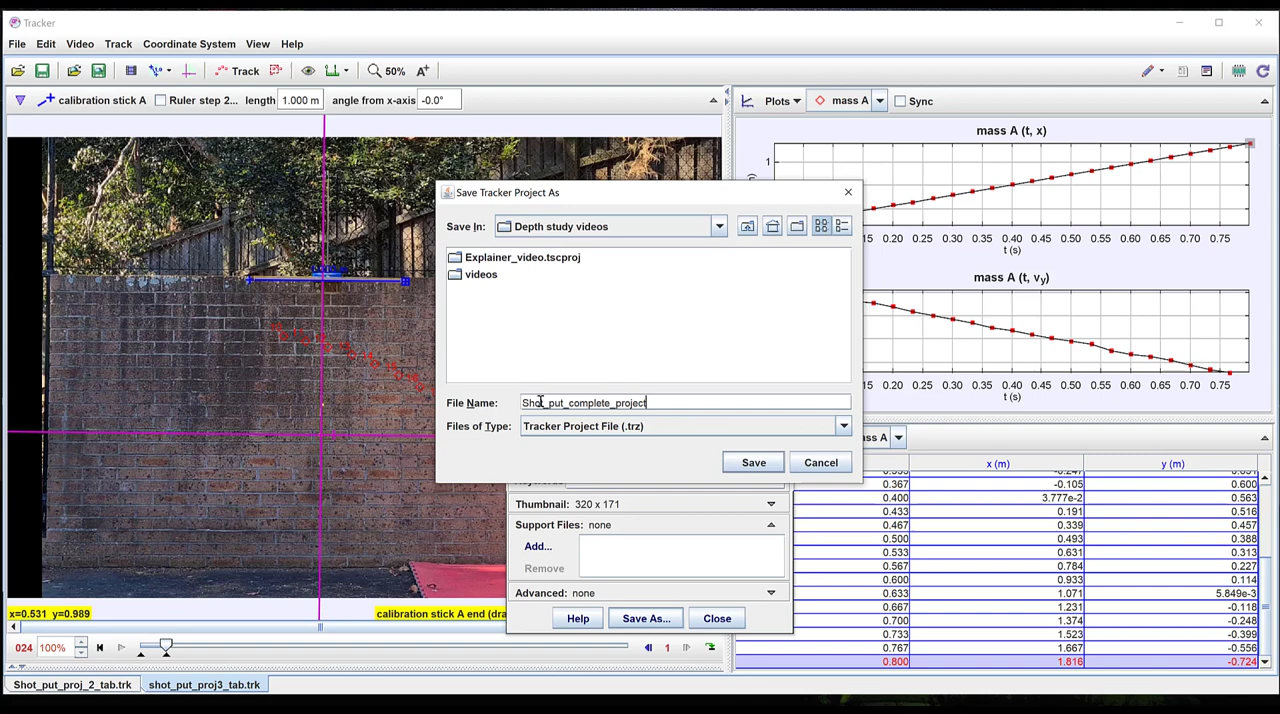 Tracker
File Edit Video Track Coordinate System View Help
Track 50%
calibration stick A Ruler step 2... length 1.000 m angle from x-axis -0.0°
Plots mass A Sync
mass A (t, x)
1
0.20 0.25 0.30 0.35 0.40 0.45 0.50 0.55 0.60 0.65 0.70 0.75
t (s)
mass A (t, vy)
0.20 0.25 0.30 0.35 0.40 0.45 0.50 0.55 0.60 0.65 0.70 0.75
t (s)
Save Tracker Project As
Save In: Depth study videos
Explainer_video.tscproj
videos
File Name: Shot_put_complete_project
Files of Type: Tracker Project File (.trz)
Save Cancel
Thumbnail: 320 x 171
Support Files: none
Add...
Remove
Advanced: none
Help Save As... Close
ss A
x (m) y (m)
0.367 -0.105 0.600
0.400 3.777e-2 0.563
0.433 0.191 0.516
0.467 0.339 0.457
0.500 0.493 0.388
0.533 0.631 0.313
0.567 0.784 0.227
0.600 0.933 0.114
0.633 1.071 5.849e-3
0.667 1.231 -0.118
0.700 1.374 -0.248
0.733 1.523 -0.399
0.767 1.667 -0.556
0.800 1.816 -0.724
x=0.531 y=0.989
calibration stick A end (dra
024 100% 1
Shot_put_proj_2_tab.trk shot_put_proj3_tab.trk